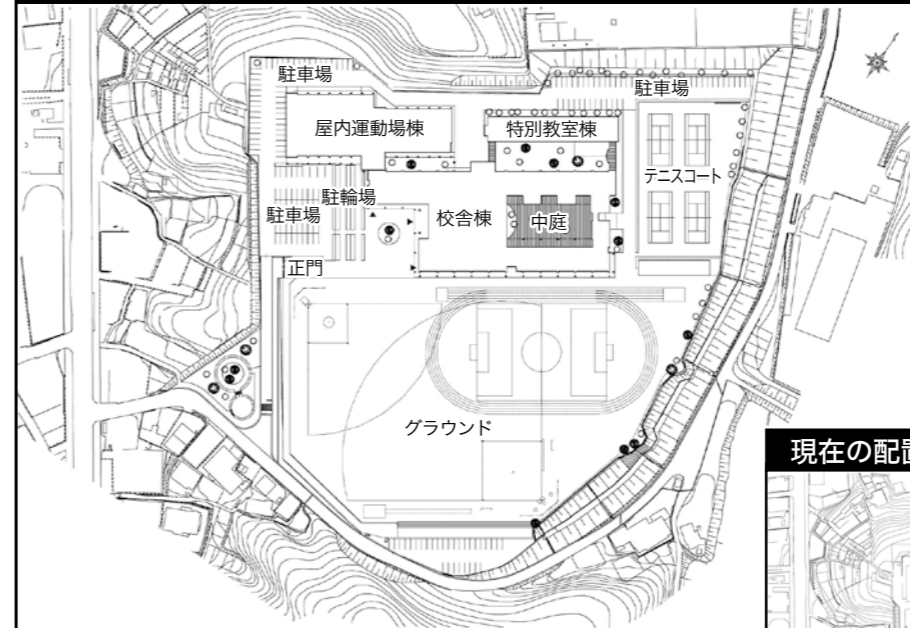 駐車場
駐車場
屋内運動場棟
特別教室棟
テニスコート
駐輪場
駐車場
校舎棟
中庭
正門
グラウンド
現在の配置